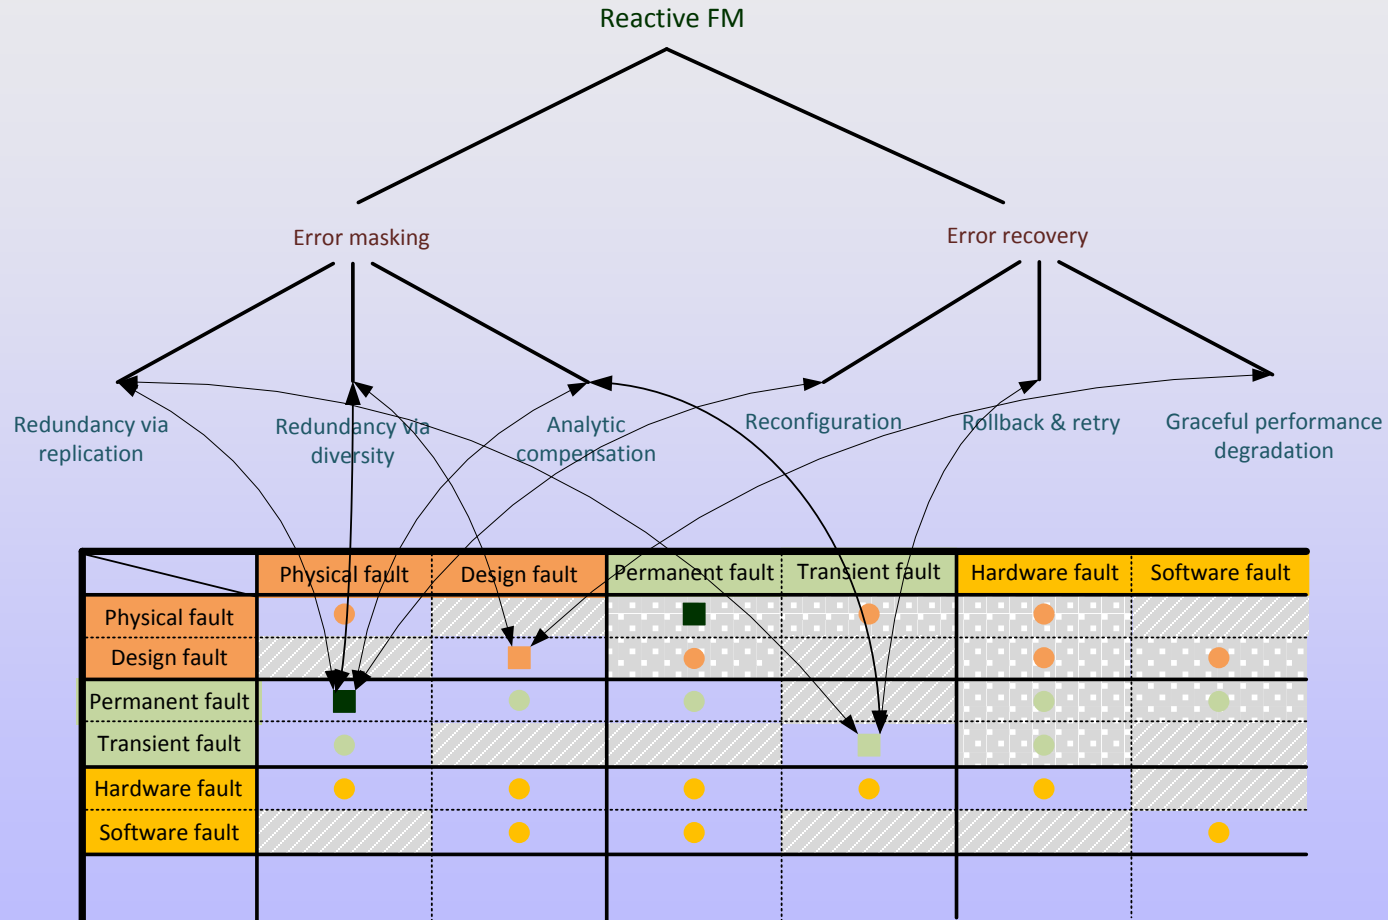 Reactive FM
Error masking
Error recovery
Redundancy via
replication
Redundancy via
diversity
Analytic
compensation
Reconfiguration
Rollback & retry
Graceful performance
degradation
Physical fault
Design fault
Permanent fault
Transient fault
Hardware fault
Software fault
Physical fault
Design fault
Permanent fault
Transient fault
Hardware fault
Software fault